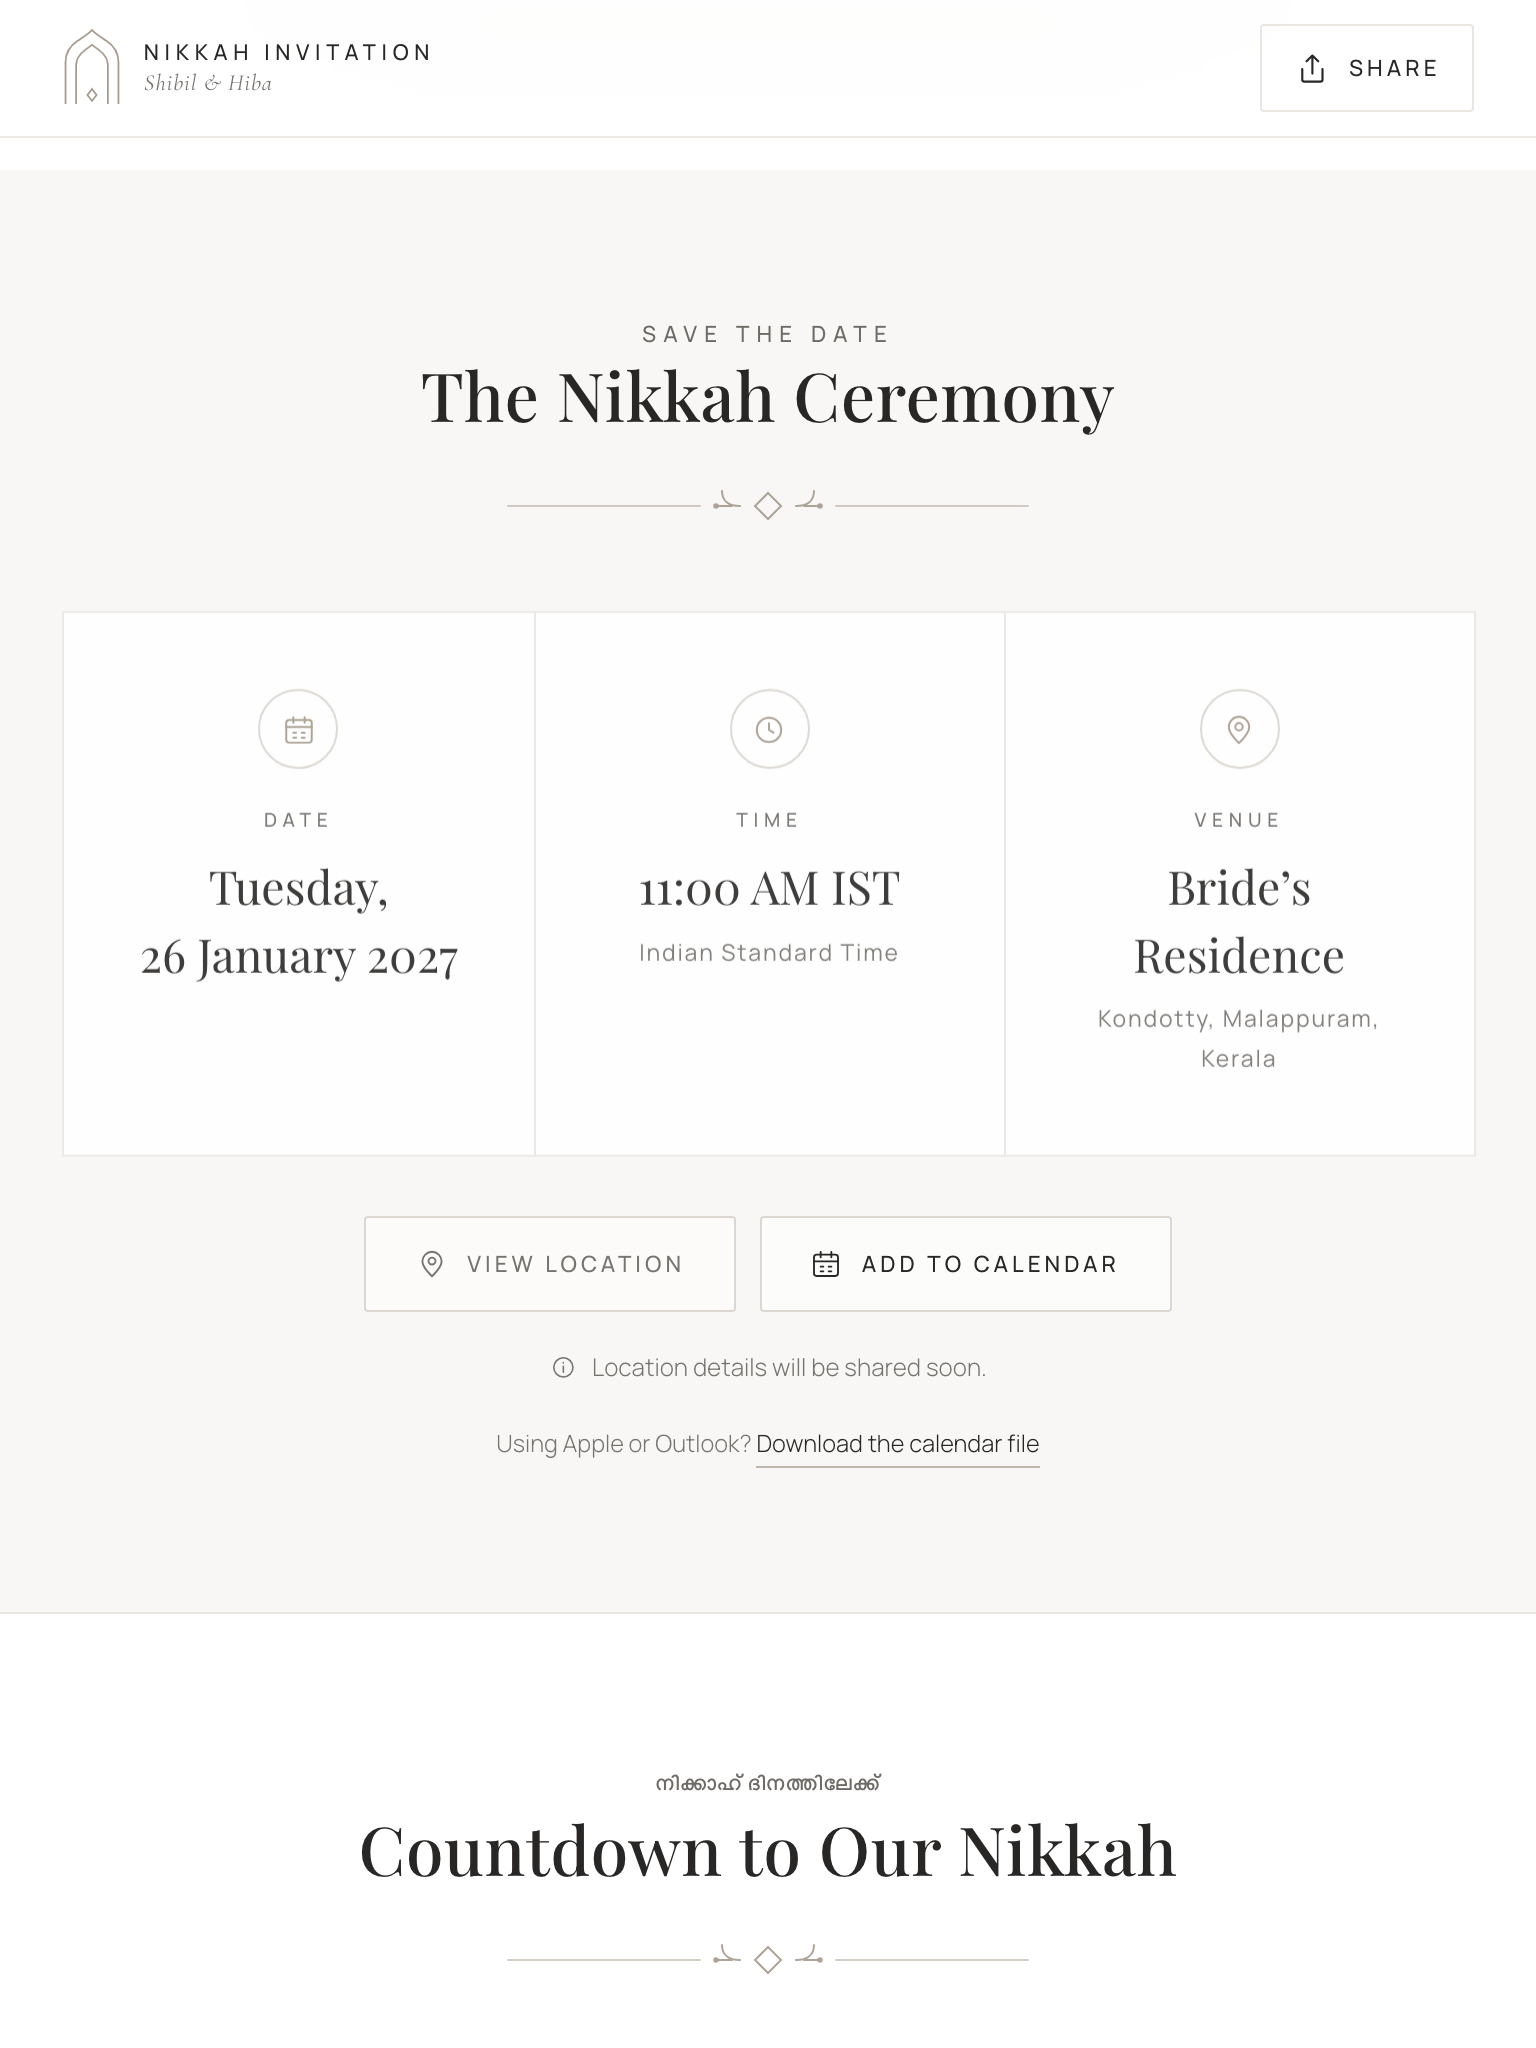 NIKKAH INVITATION
Shibil & Hiba
SHARE
SAVE THE DATE
The Nikkah Ceremony
DATE
Tuesday,
26 January 2027
TIME
11:00 AM IST
Indian Standard Time
VENUE
Bride’s
Residence
Kondotty, Malappuram,
Kerala
VIEW LOCATION
ADD TO CALENDAR
Location details will be shared soon.
Using Apple or Outlook? Download the calendar file
നിക്കാഹ് ദിനത്തിലേക്ക്
Countdown to Our Nikkah